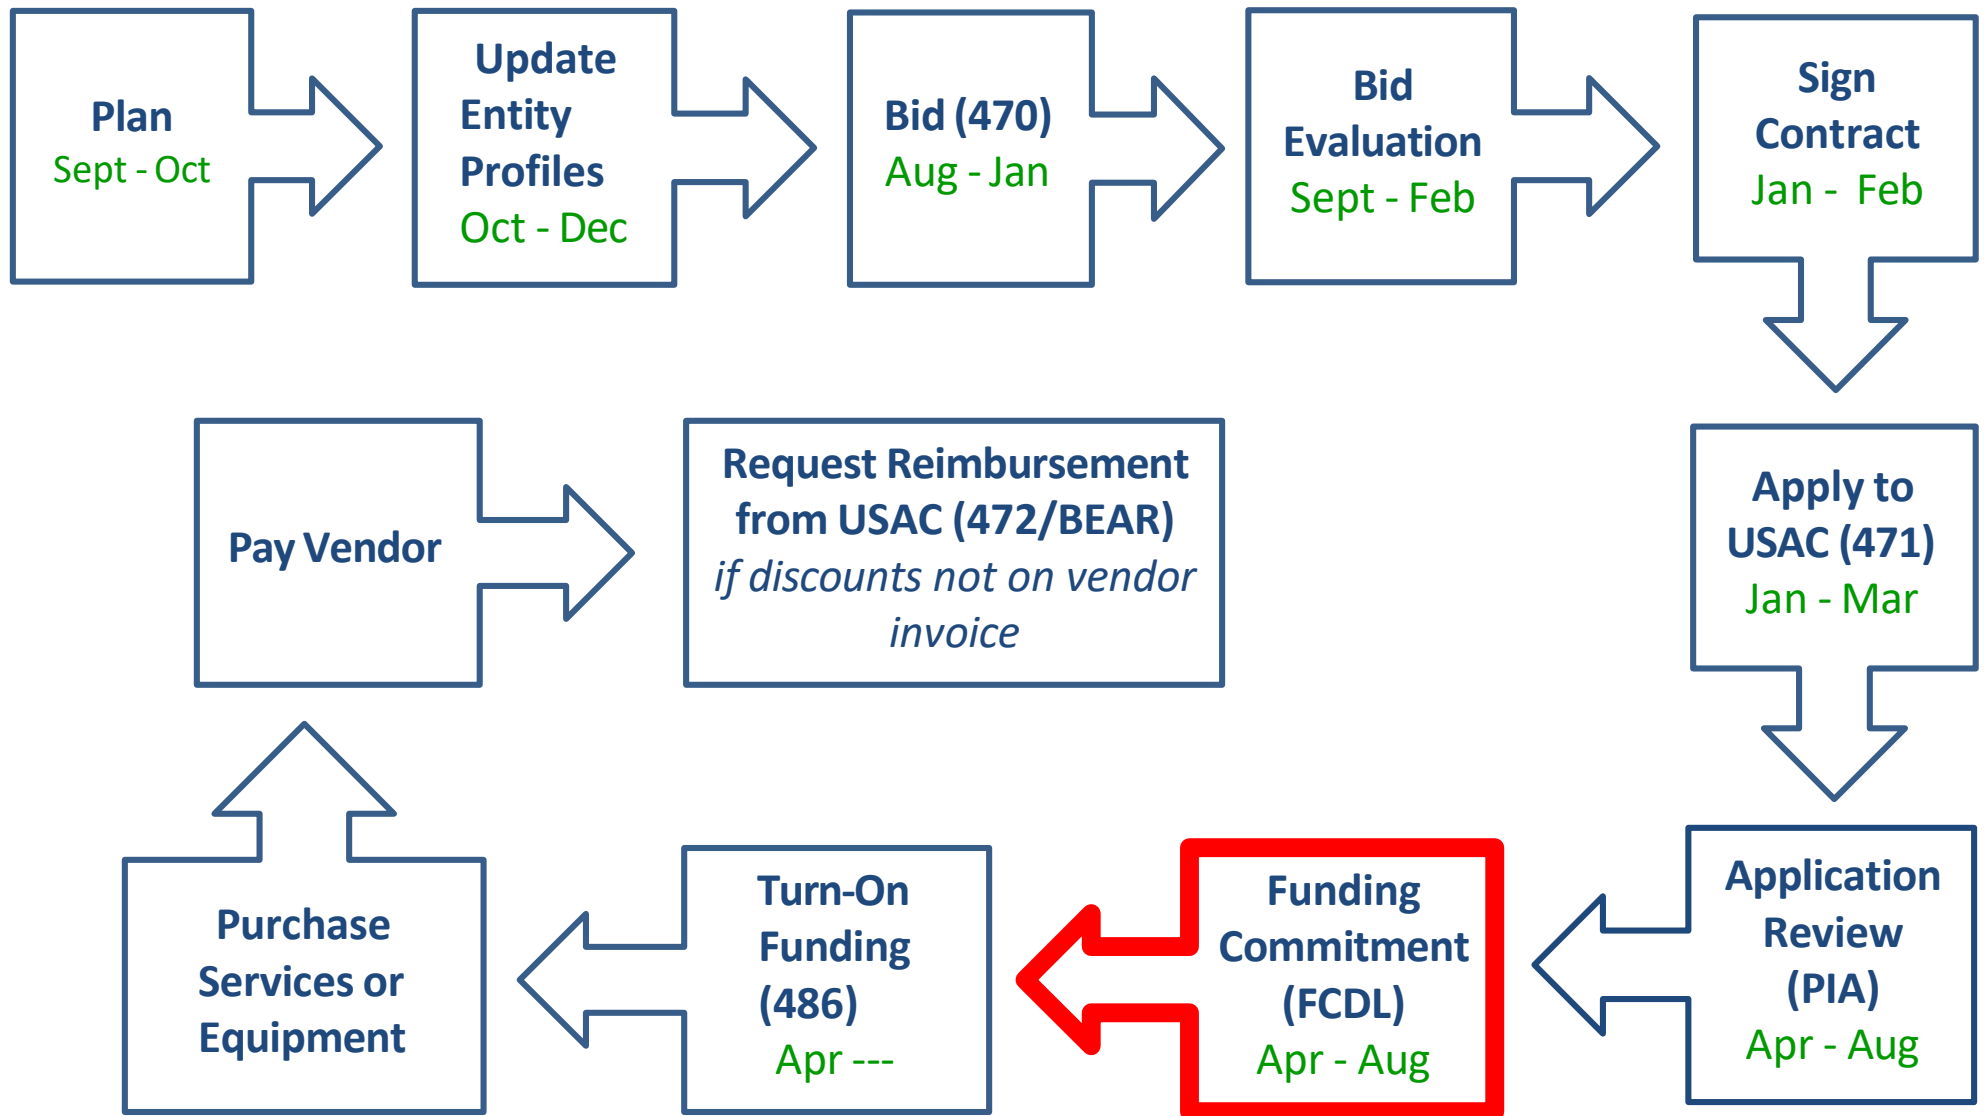 Plan
Sept - Oct
Update
Entity
Profiles
Oct - Dec
Bid (470)
Aug - Jan
Bid
Evaluation
Sept - Feb
Sign
Contract
Jan - Feb
Apply to
USAC (471)
Jan - Mar
Application
Review
(PIA)
Apr - Aug
Funding
Commitment
(FCDL)
Apr - Aug
Turn-On
Funding
(486)
Apr ---
Purchase
Services or
Equipment
Pay Vendor
Request Reimbursement
from USAC (472/BEAR)
if discounts not on vendor
invoice